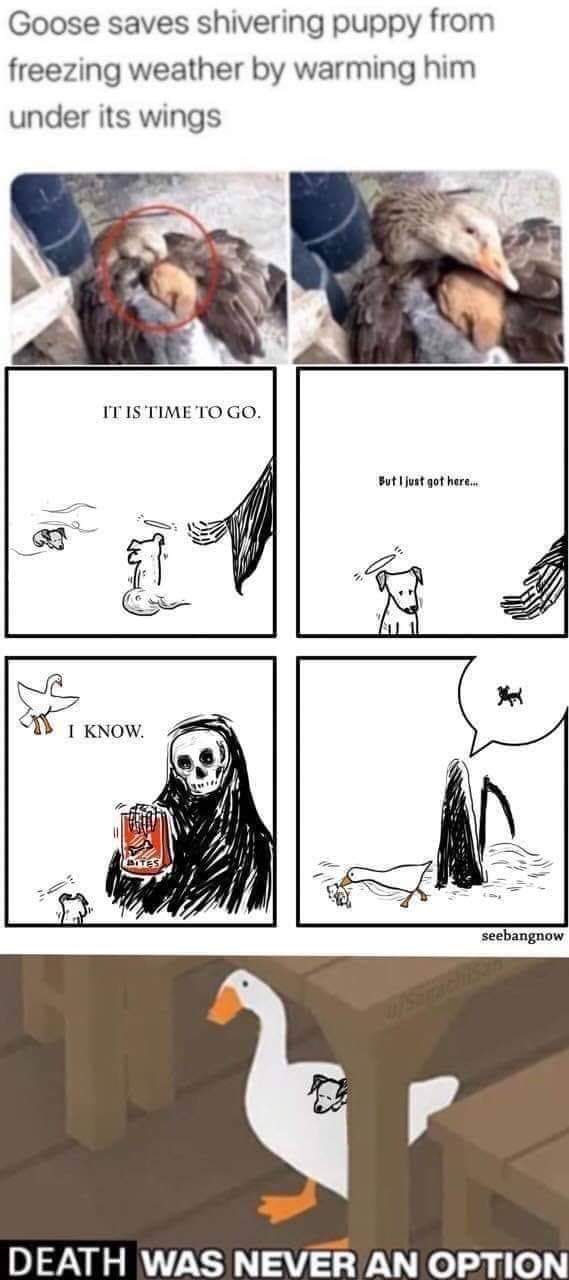 Goose saves shivering puppy from
freezing weather by warming him
under its wings
IT IS TIME TO GO.
But I just got here...
I KNOW.
BITES
seebangnow
DEATH WAS NEVER AN OPTION